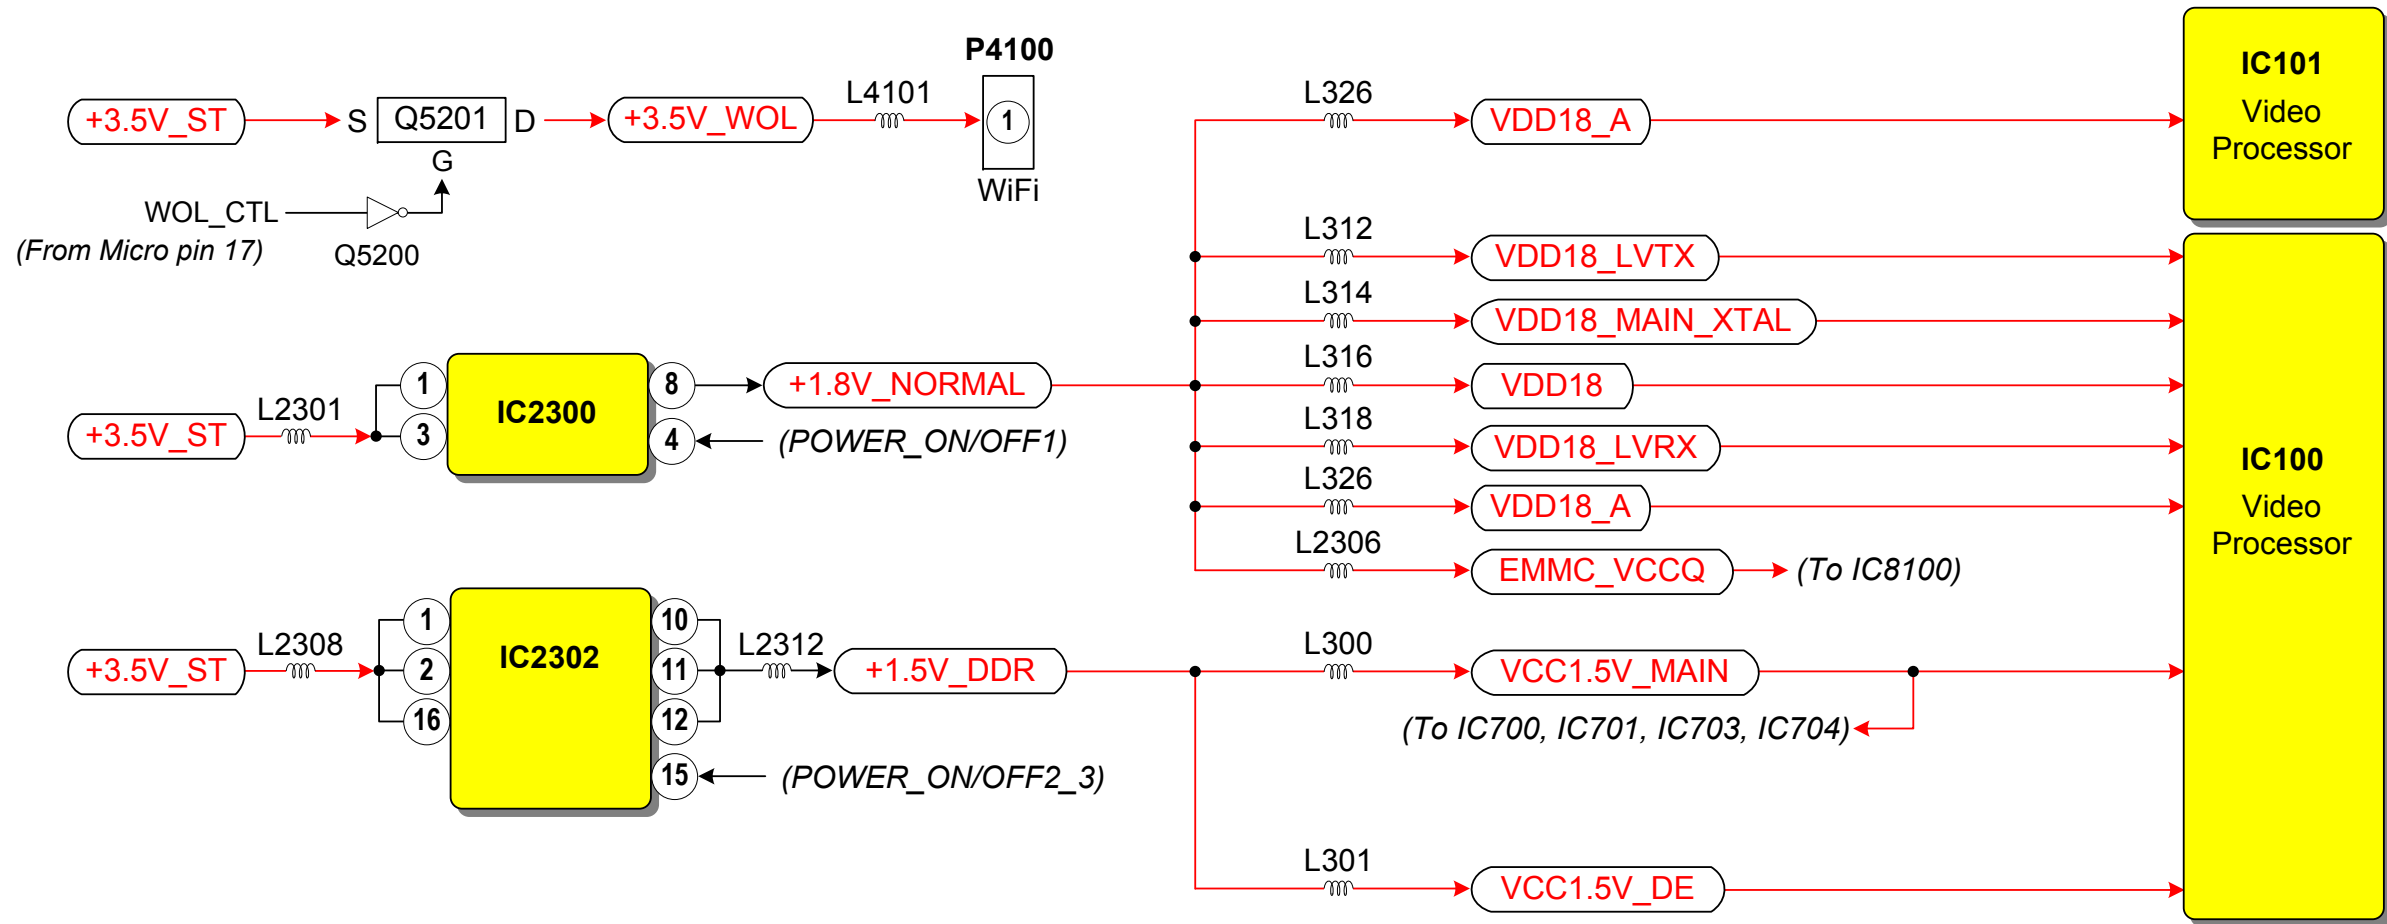 P4100
+3.5V_ST
S
Q5201
D
+3.5V_WOL
L4101
1
G
WiFi
WOL_CTL
(From Micro pin 17)
Q5200
L326
VDD18_A
IC101
Video
Processor
L312
VDD18_LVTX
L314
VDD18_MAIN_XTAL
+3.5V_ST
L2301
1
3
IC2300
8
4
+1.8V_NORMAL
(POWER_ON/OFF1)
L316
VDD18
L318
VDD18_LVRX
L326
VDD18_A
L2306
EMMC_VCCQ
(To IC8100)
IC100
Video
Processor
+3.5V_ST
L2308
1
2
16
IC2302
10
11
12
15
L2312
+1.5V_DDR
(POWER_ON/OFF2_3)
L300
VCC1.5V_MAIN
(To IC700, IC701, IC703, IC704)
L301
VCC1.5V_DE